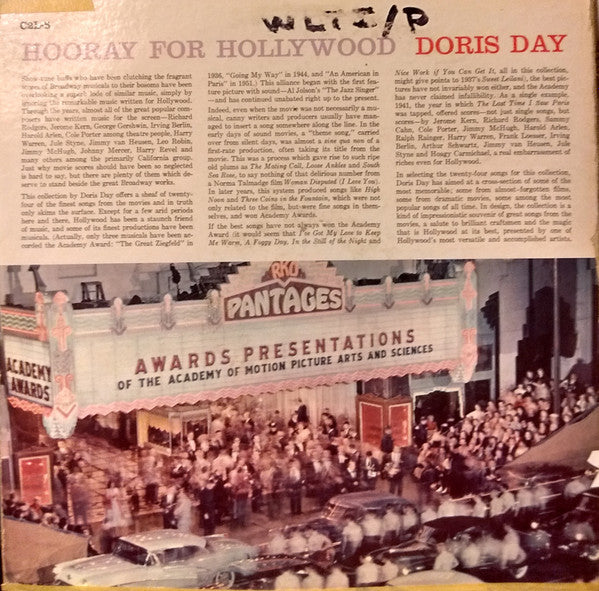 C2L-5
WLTI/P
HOORAY FOR HOLLYWOOD DORIS DAY
Show-tune buffs who have been clutching the fragrant
scores of Broadway musicals to their bosoms have been
overlooking a superb lode of similar music, simply by
ignoring the remarkable music written for Hollywood.
Through the years, almost all of the great popular com-
posers have written music for the screen—Richard
Rodgers, Jerome Kern, George Gershwin, Irving Berlin,
Harold Arlen, Cole Porter among theatre people, Harry
Warren, Jule Styne, Jimmy Van Heusen, Leo Robin,
Jimmy McHugh, Johnny Mercer, Harry Revel and
many others among the primarily California group.
Just why movie scores should have been so neglected
is hard to say, but there are plenty of them which de-
serve to stand beside the great Broadway works.
This collection by Doris Day offers a sheaf of twenty-
four of the finest songs from the movies and in truth
only skims the surface. Except for a few arid periods
here and there, Hollywood has been a staunch friend
of music, and some of its finest productions have been
musicals. (Actually, only three musicals have been ac-
corded the Academy Award: "The Great Ziegfeld" in
1936, "Going My Way" in 1944, and "An American in
Paris" in 1951.) This alliance began with the first fea-
ture picture with sound—Al Jolson's "The Jazz Singer"
—and has continued unabated right up to the present.
Indeed, even when the movie was not necessarily a mu-
sical, canny writers and producers usually have man-
aged to insert a song somewhere along the line. In the
early days of sound movies, a "theme song," carried
over from silent days, was almost a sine qua non of a
first-rate production, often taking its title from the
movie. This was a process which gave rise to such ripe
old plums as The Missing Call, Loose Ankles and South
Sea Rose, to say nothing of that delirious number from
a Norma Talmadge film Woman Disputed (I Love You).
In later years, this system produced songs like High
Noon and Three Coins in the Fountain, which were not
only related to the film, but were fine songs in them-
selves, and won Academy Awards.
If the best songs have not always won the Academy
Award (it would seem that I've Got My Love to Keep
Me Warm, A Foggy Day, In the Still of the Night and
Nice Work if You Can Get It, all in this collection,
might give points to 1937's Sweet Leilani), the best pic-
tures have not invariably won either, and the Academy
has never claimed infallibility. As a single example,
1941, the year in which The Last Time I Saw Paris
was tapped, offered scores—not just single songs, but
scores—by Jerome Kern, Richard Rodgers, Sammy
Cahn, Cole Porter, Jimmy McHugh, Harold Arlen,
Ralph Rainger, Harry Warren, Frank Loesser, Irving
Berlin, Arthur Schwartz, Jimmy van Heusen, Jule
Styne and Hoagy Carmichael, a real embarrassment of
riches even for Hollywood.
In selecting the twenty-four songs for this collection,
Doris Day has aimed at a cross-section of some of the
most memorable; some from almost-forgotten films,
some from dramatic movies, some among the most
popular songs of all time. In design, the collection is a
kind of impressionistic souvenir of great songs from the
movies, a salute to brilliant craftsmen and the magic
that is Hollywood at its best, presented by one of
Hollywood's most versatile and accomplished artists.
RKO
PANTAGES
AWARDS PRESENTATIONS
OF THE ACADEMY OF MOTION PICTURE ARTS AND SCIENCES
ACADEMY
AWARDS